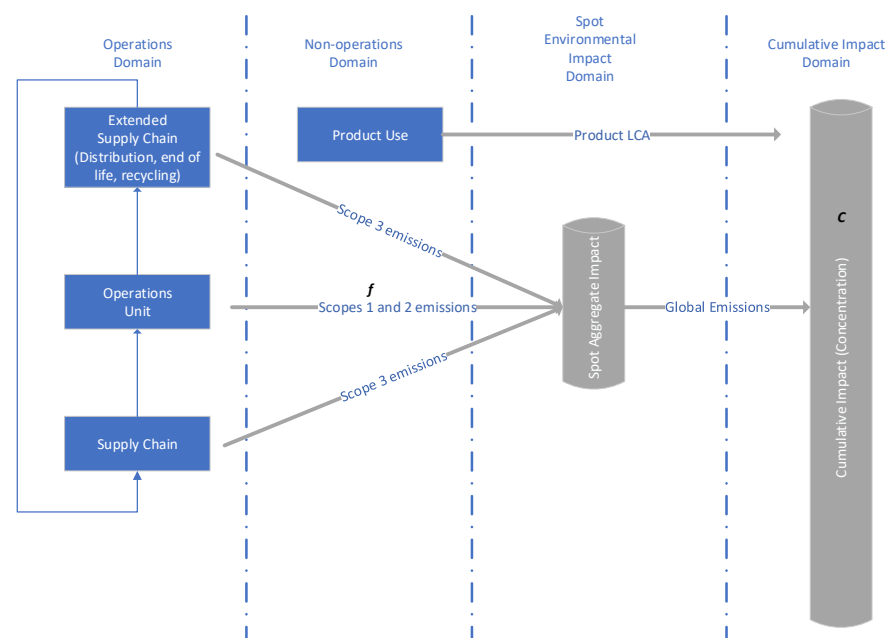 Operations
Domain
Non-operations
Domain
Spot
Environmental
Impact
Domain
Cumulative Impact
Domain
Extended
Supply Chain
(Distribution, end of
life, recycling)
Product Use
Product LCA
Scope 3 emissions
C
Spot Aggregate Impact
Operations
Unit
f
Scopes 1 and 2 emissions
Global Emissions
Cumulative Impact (Concentration)
Scope 3 emissions
Supply Chain